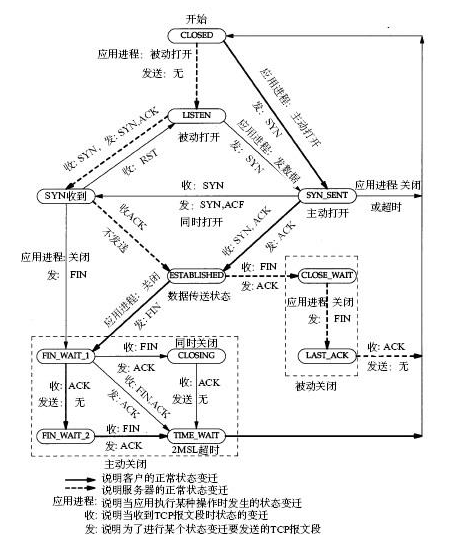 开始
CLOSED
应用进程：被动打开
发送：无
应用进程：主动打开
发：SYN
LISTEN
被动打开
收：SYN，发：SYN,ACK
收：RST
应用进程：发数据
发：SYN
SYN收到
收：SYN
发：SYN,ACF
同时打开
SYN_SENT
主动打开
应用进程 关闭
或超时
收ACK
不发送
收：SYN, ACK
发：ACK
应用进程：关闭
发：FIN
ESTABLISHED
数据传送状态
收：FIN
发：ACK
CLOSE_WAIT
应用进程：关闭
发：FIN
应用进程 关闭
发：FIN
LAST_ACK
收：ACK
发送：无
被动关闭
FIN_WAIT_1
收：FIN
发：ACK
同时关闭
CLOSING
收：ACK
发送：无
收：FIN,ACK
发：ACK
收：ACK
发送：无
FIN_WAIT_2
收：FIN
发：ACK
TIME_WAIT
2MSL超时
主动关闭
说明客户的正常状态变迁
说明服务器的正常状态变迁
应用进程：说明当应用执行某种操作时发生的状态变迁
收：说明当收到TCP报文段时状态的变迁
发：说明为了进行某个状态变迁要发送的TCP报文段